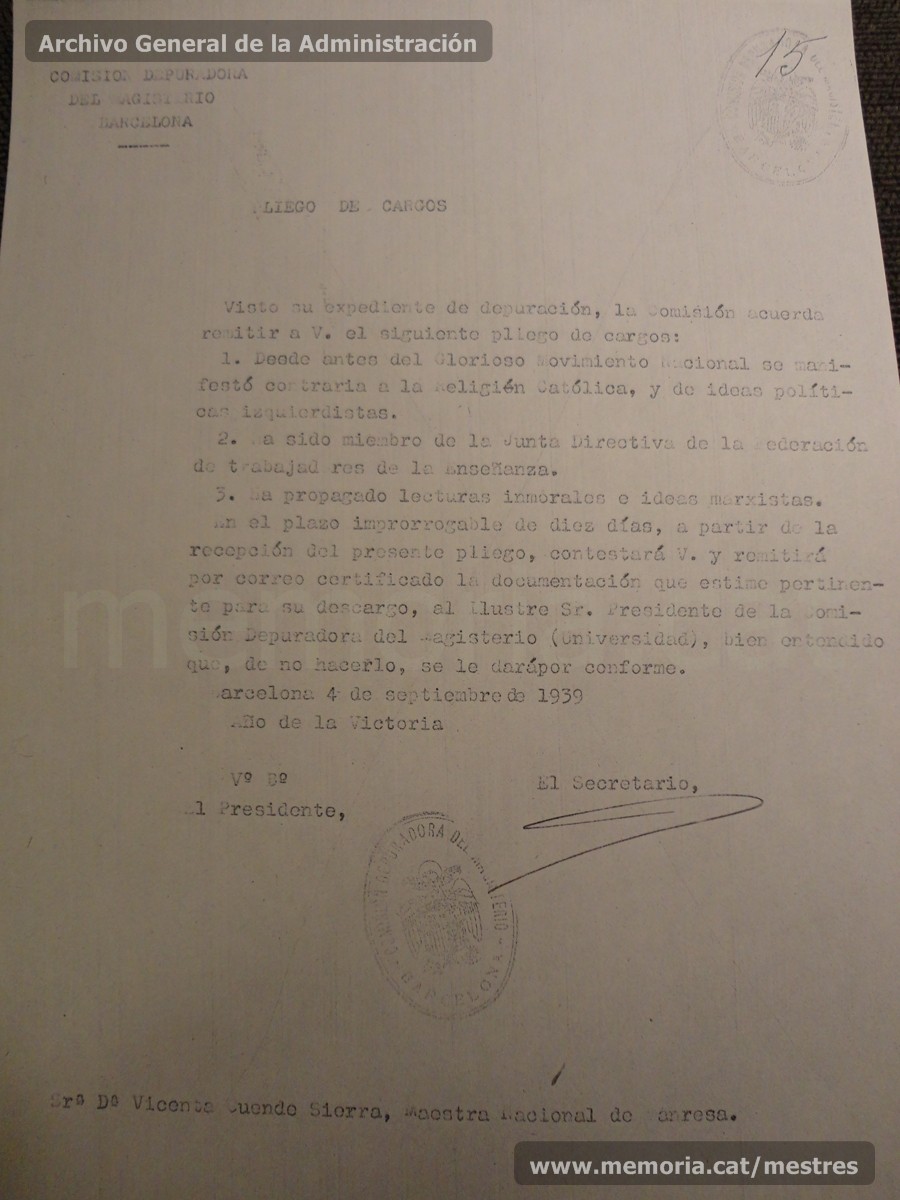 Archivo General de la Administración
15
COMISION DEPURADORA
DEL MAGISTERIO
BARCELONA
PLIEGO DE CARGOS
Visto su expediente de depuración, la Comisión acuerda
remitir a V. el siguiente pliego de cargos:
1. Desde antes del Glorioso Movimiento Nacional se mani-
festó contraria a la Religión Católica, y de ideas políti-
cas izquierdistas.
2. Ha sido miembro de la Junta Directiva de la Federación
de trabajad res de la Enseñanza.
3. Ha propagado lecturas inmorales e ideas marxistas.
En el plazo improrrogable de diez días, a partir de la
recepción del presente pliego, contestará V. y remitirá
por correo certificado la documentación que estime pertinen-
te para su descargo, al Ilustre Sr. Presidente de la Comi-
sión Depuradora del Magisterio (Universidad), bien entendido
que, de no hacerlo, se le darápor conforme.
Barcelona 4 de septiembre de 1939
Año de la Victoria
Vº Bº
El Secretario,
El Presidente,
COMISION DEPURADORA DEL MAGISTERIO
- BARCELONA -
Srª Dª Vicenta Cuende Sierra, Maestra Nacional de Manresa.
www.memoria.cat/mestres